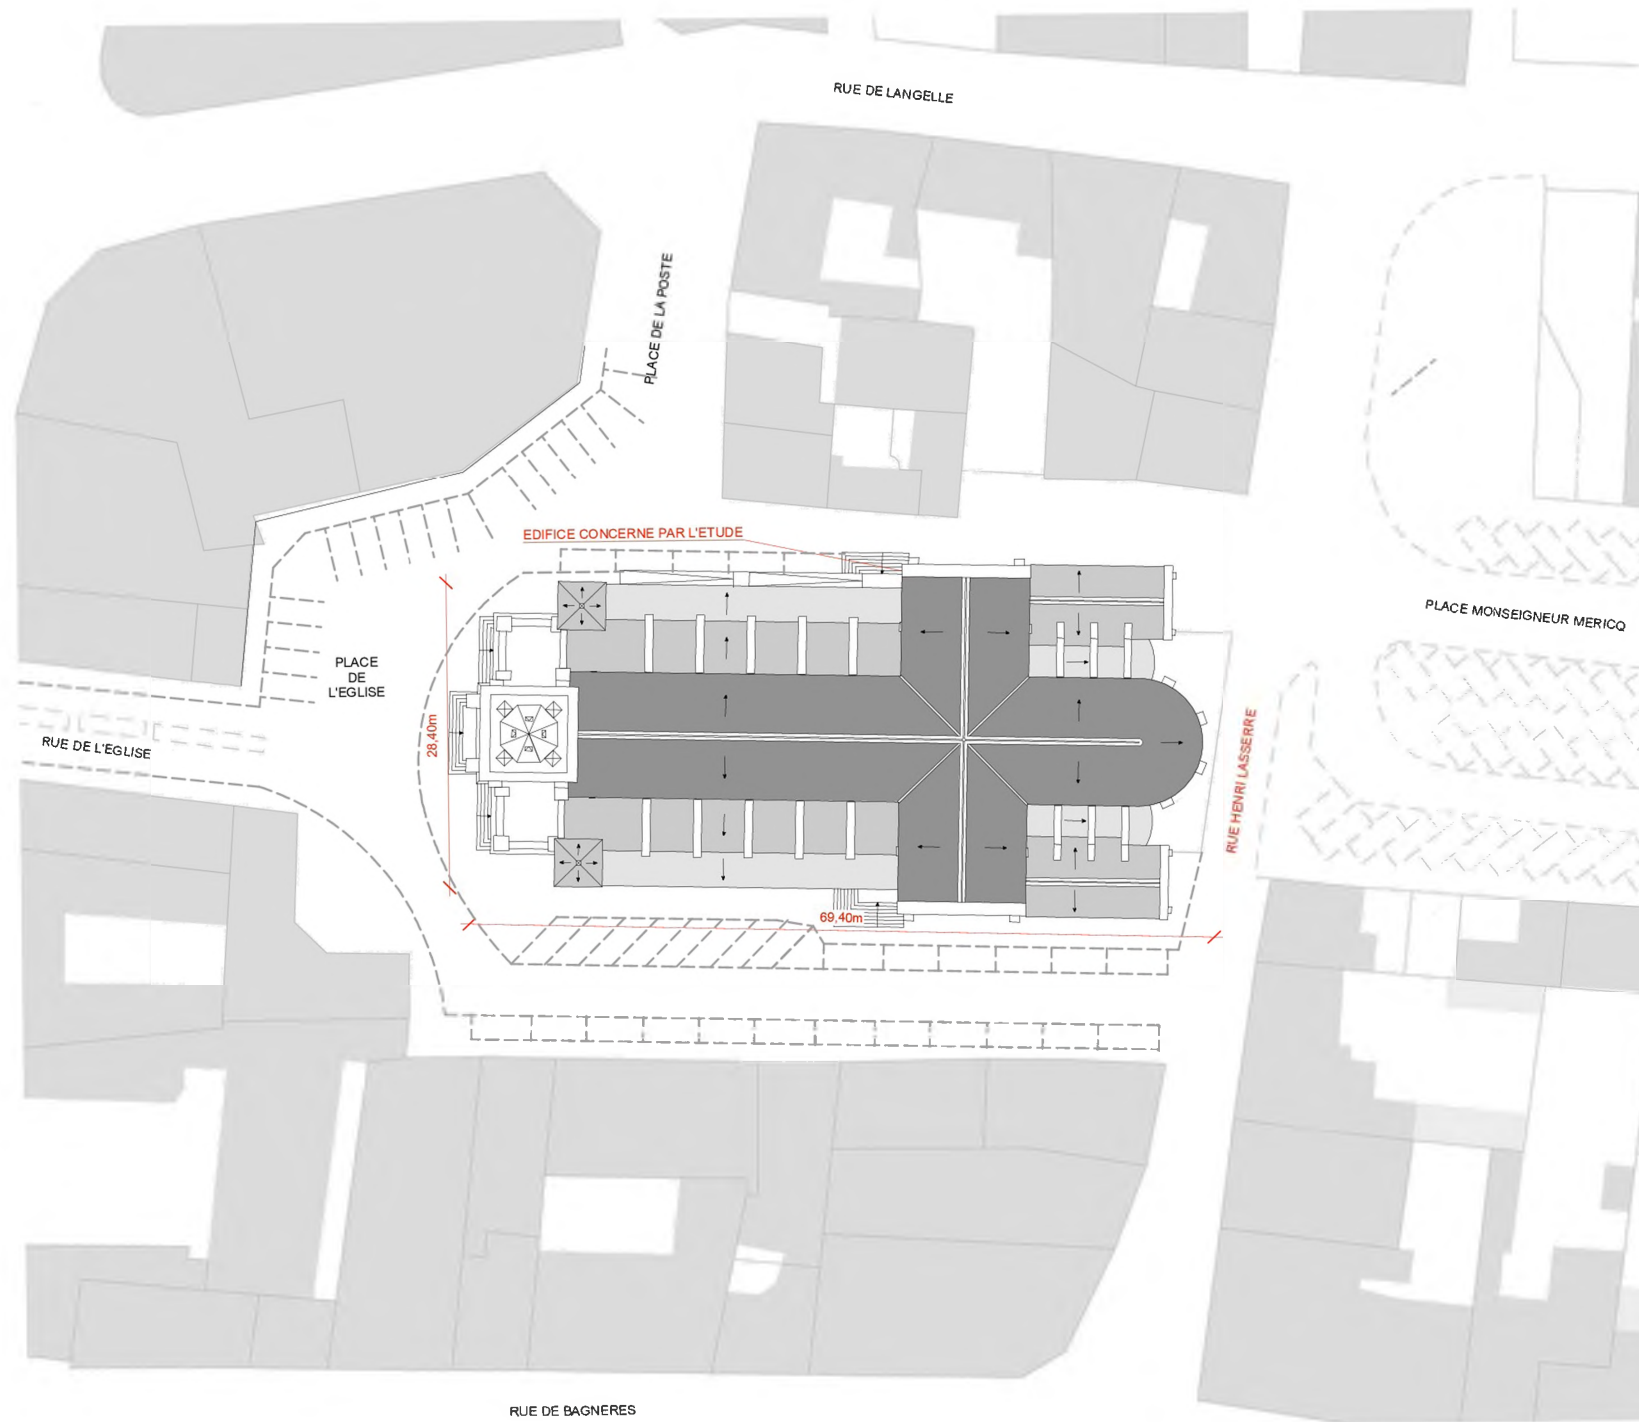 RUE DE LANGELLE
PLACE DE LA POSTE
EDIFICE CONCERNE PAR L'ETUDE
PLACE MONSEIGNEUR MERICQ
PLACE
DE
L'EGLISE
28,40m
RUE DE L'EGLISE
RUE HENRI LASSERRE
69,40m
RUE DE BAGNERES